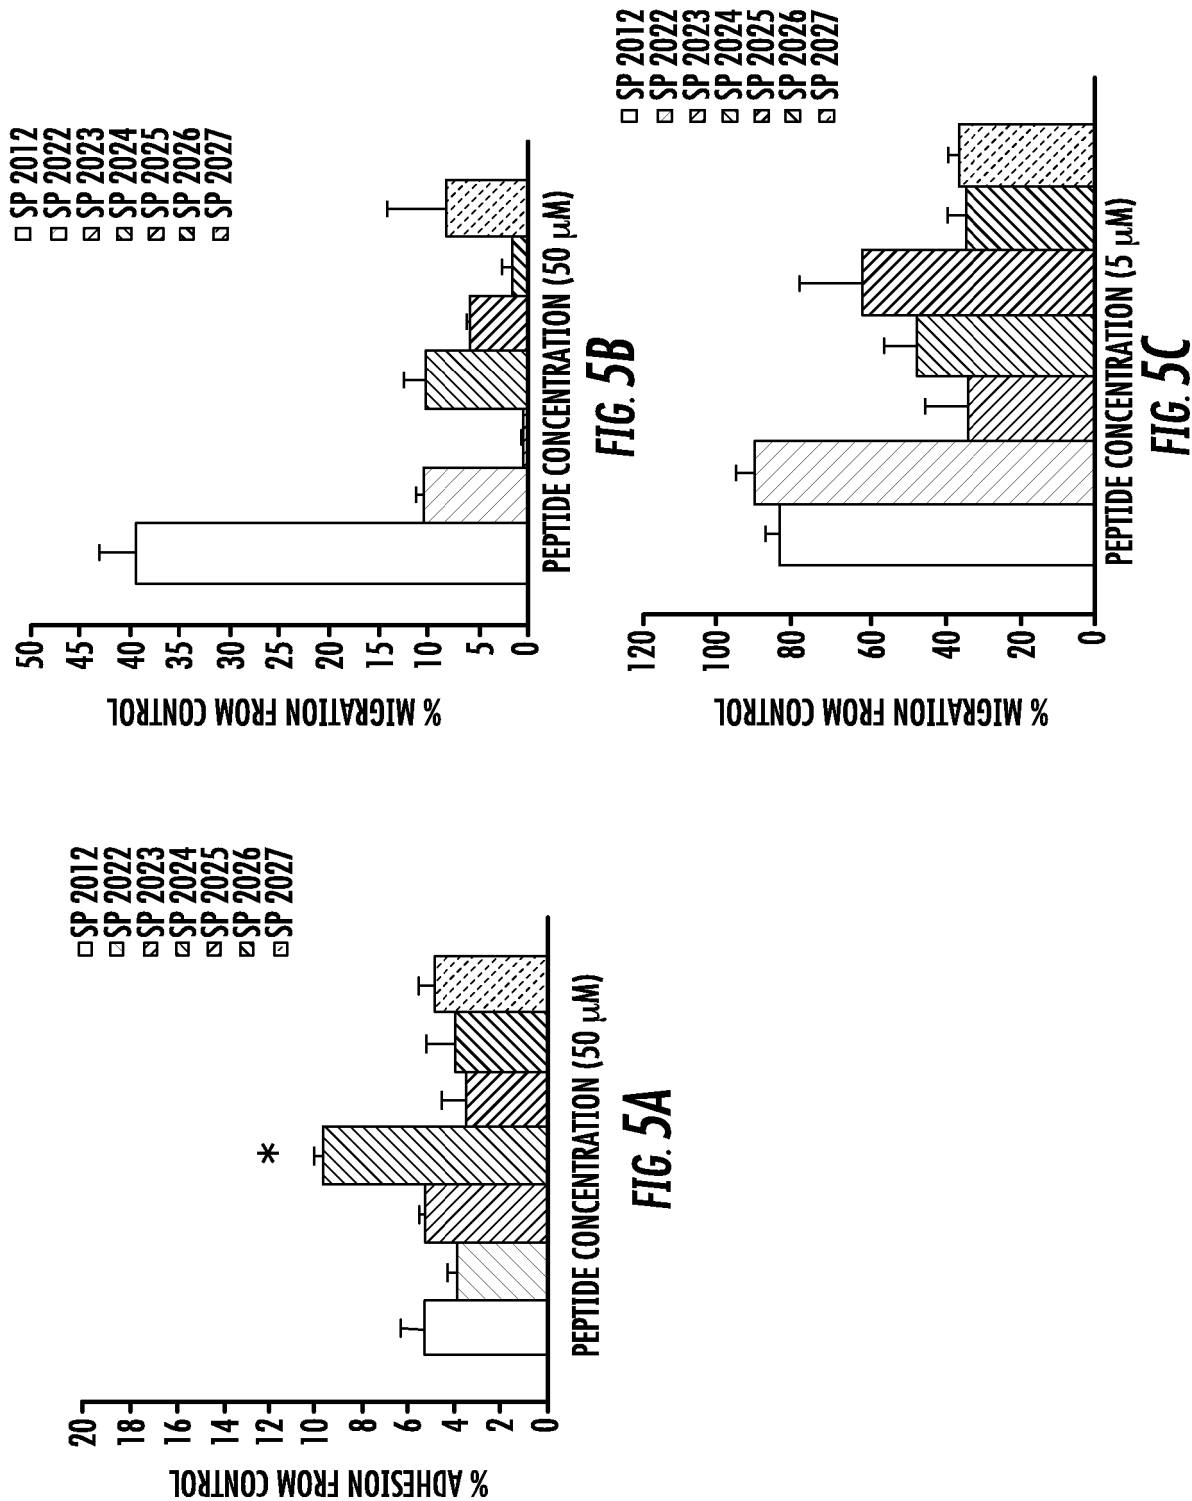 % ADHESION FROM CONTROL
20
18
16
14
12
10
8
6
4
2
0
*
SP 2012
SP 2022
SP 2023
SP 2024
SP 2025
SP 2026
SP 2027
PEPTIDE CONCENTRATION (50 μM)
FIG. 5A
% MIGRATION FROM CONTROL
50
45
40
35
30
25
20
15
10
5
0
SP 2012
SP 2022
SP 2023
SP 2024
SP 2025
SP 2026
SP 2027
PEPTIDE CONCENTRATION (50 μM)
FIG. 5B
% MIGRATION FROM CONTROL
120
100
80
60
40
20
0
SP 2012
SP 2022
SP 2023
SP 2024
SP 2025
SP 2026
SP 2027
PEPTIDE CONCENTRATION (5 μM)
FIG. 5C